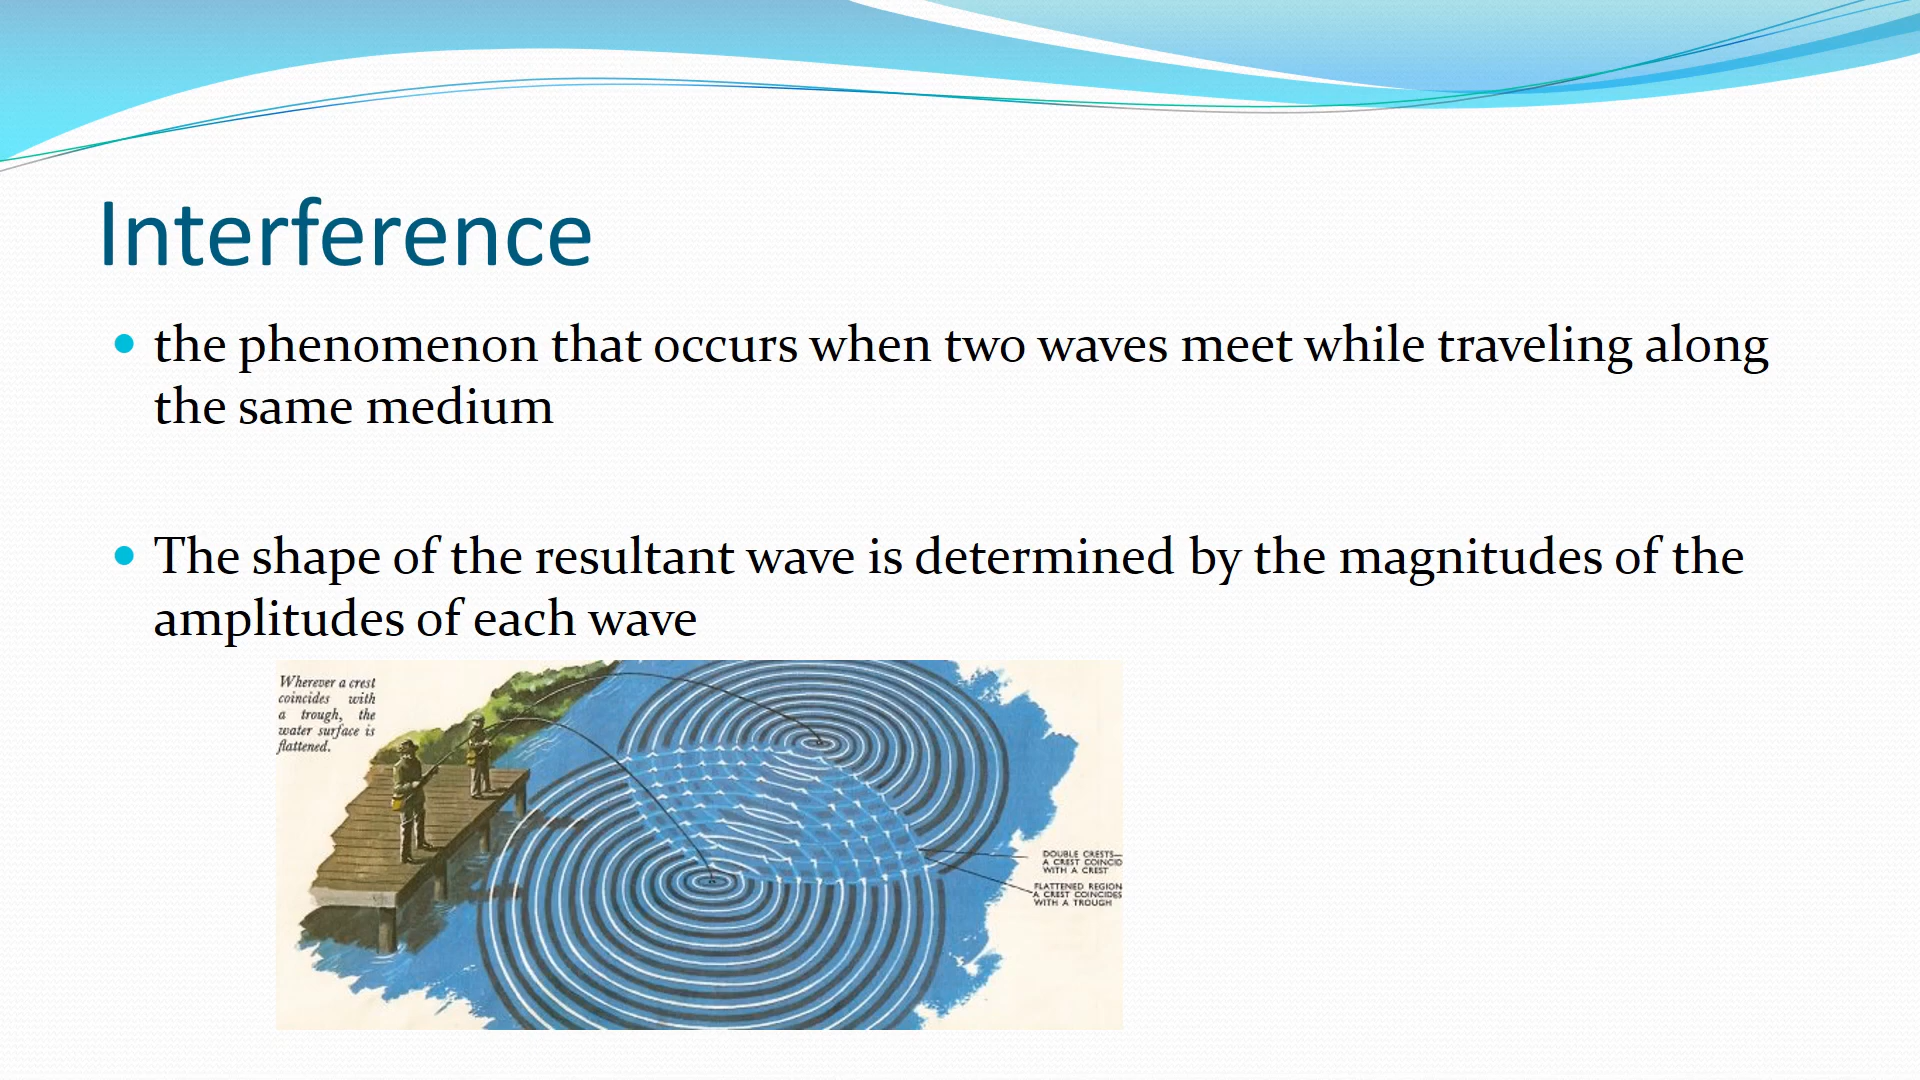 Interference
the phenomenon that occurs when two waves meet while traveling along
the same medium
The shape of the resultant wave is determined by the magnitudes of the
amplitudes of each wave
Wherever a crest
coincides with
a trough, the
water surface is
flattened.
DOUBLE CRESTS—
A CREST COINCID
WITH A CREST
FLATTENED REGION
A CREST COINCIDES
WITH A TROUGH